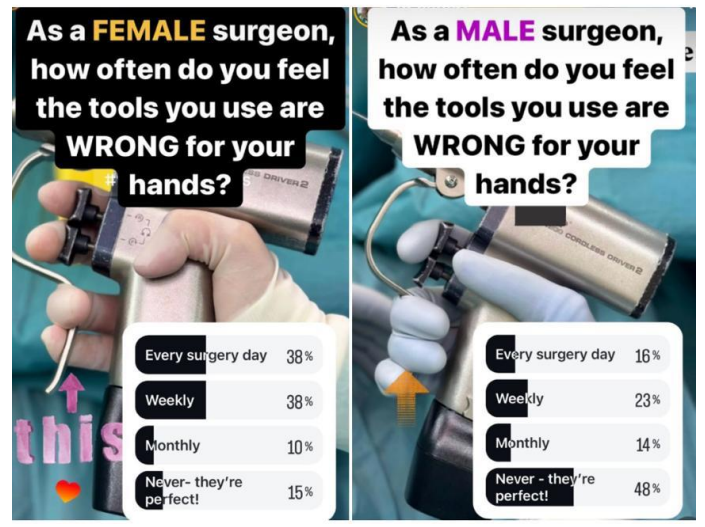 As a FEMALE surgeon,
how often do you feel
the tools you use are
WRONG for your
hands?
SS DRIVER 2
Every surgery day 38%
Weekly 38%
Monthly 10%
Never- they're
perfect! 15%
this
As a MALE surgeon,
how often do you feel
the tools you use are
WRONG for your
hands?
CORDLESS DRIVER 2
Every surgery day 16%
Weekly 23%
Monthly 14%
Never - they're
perfect! 48%